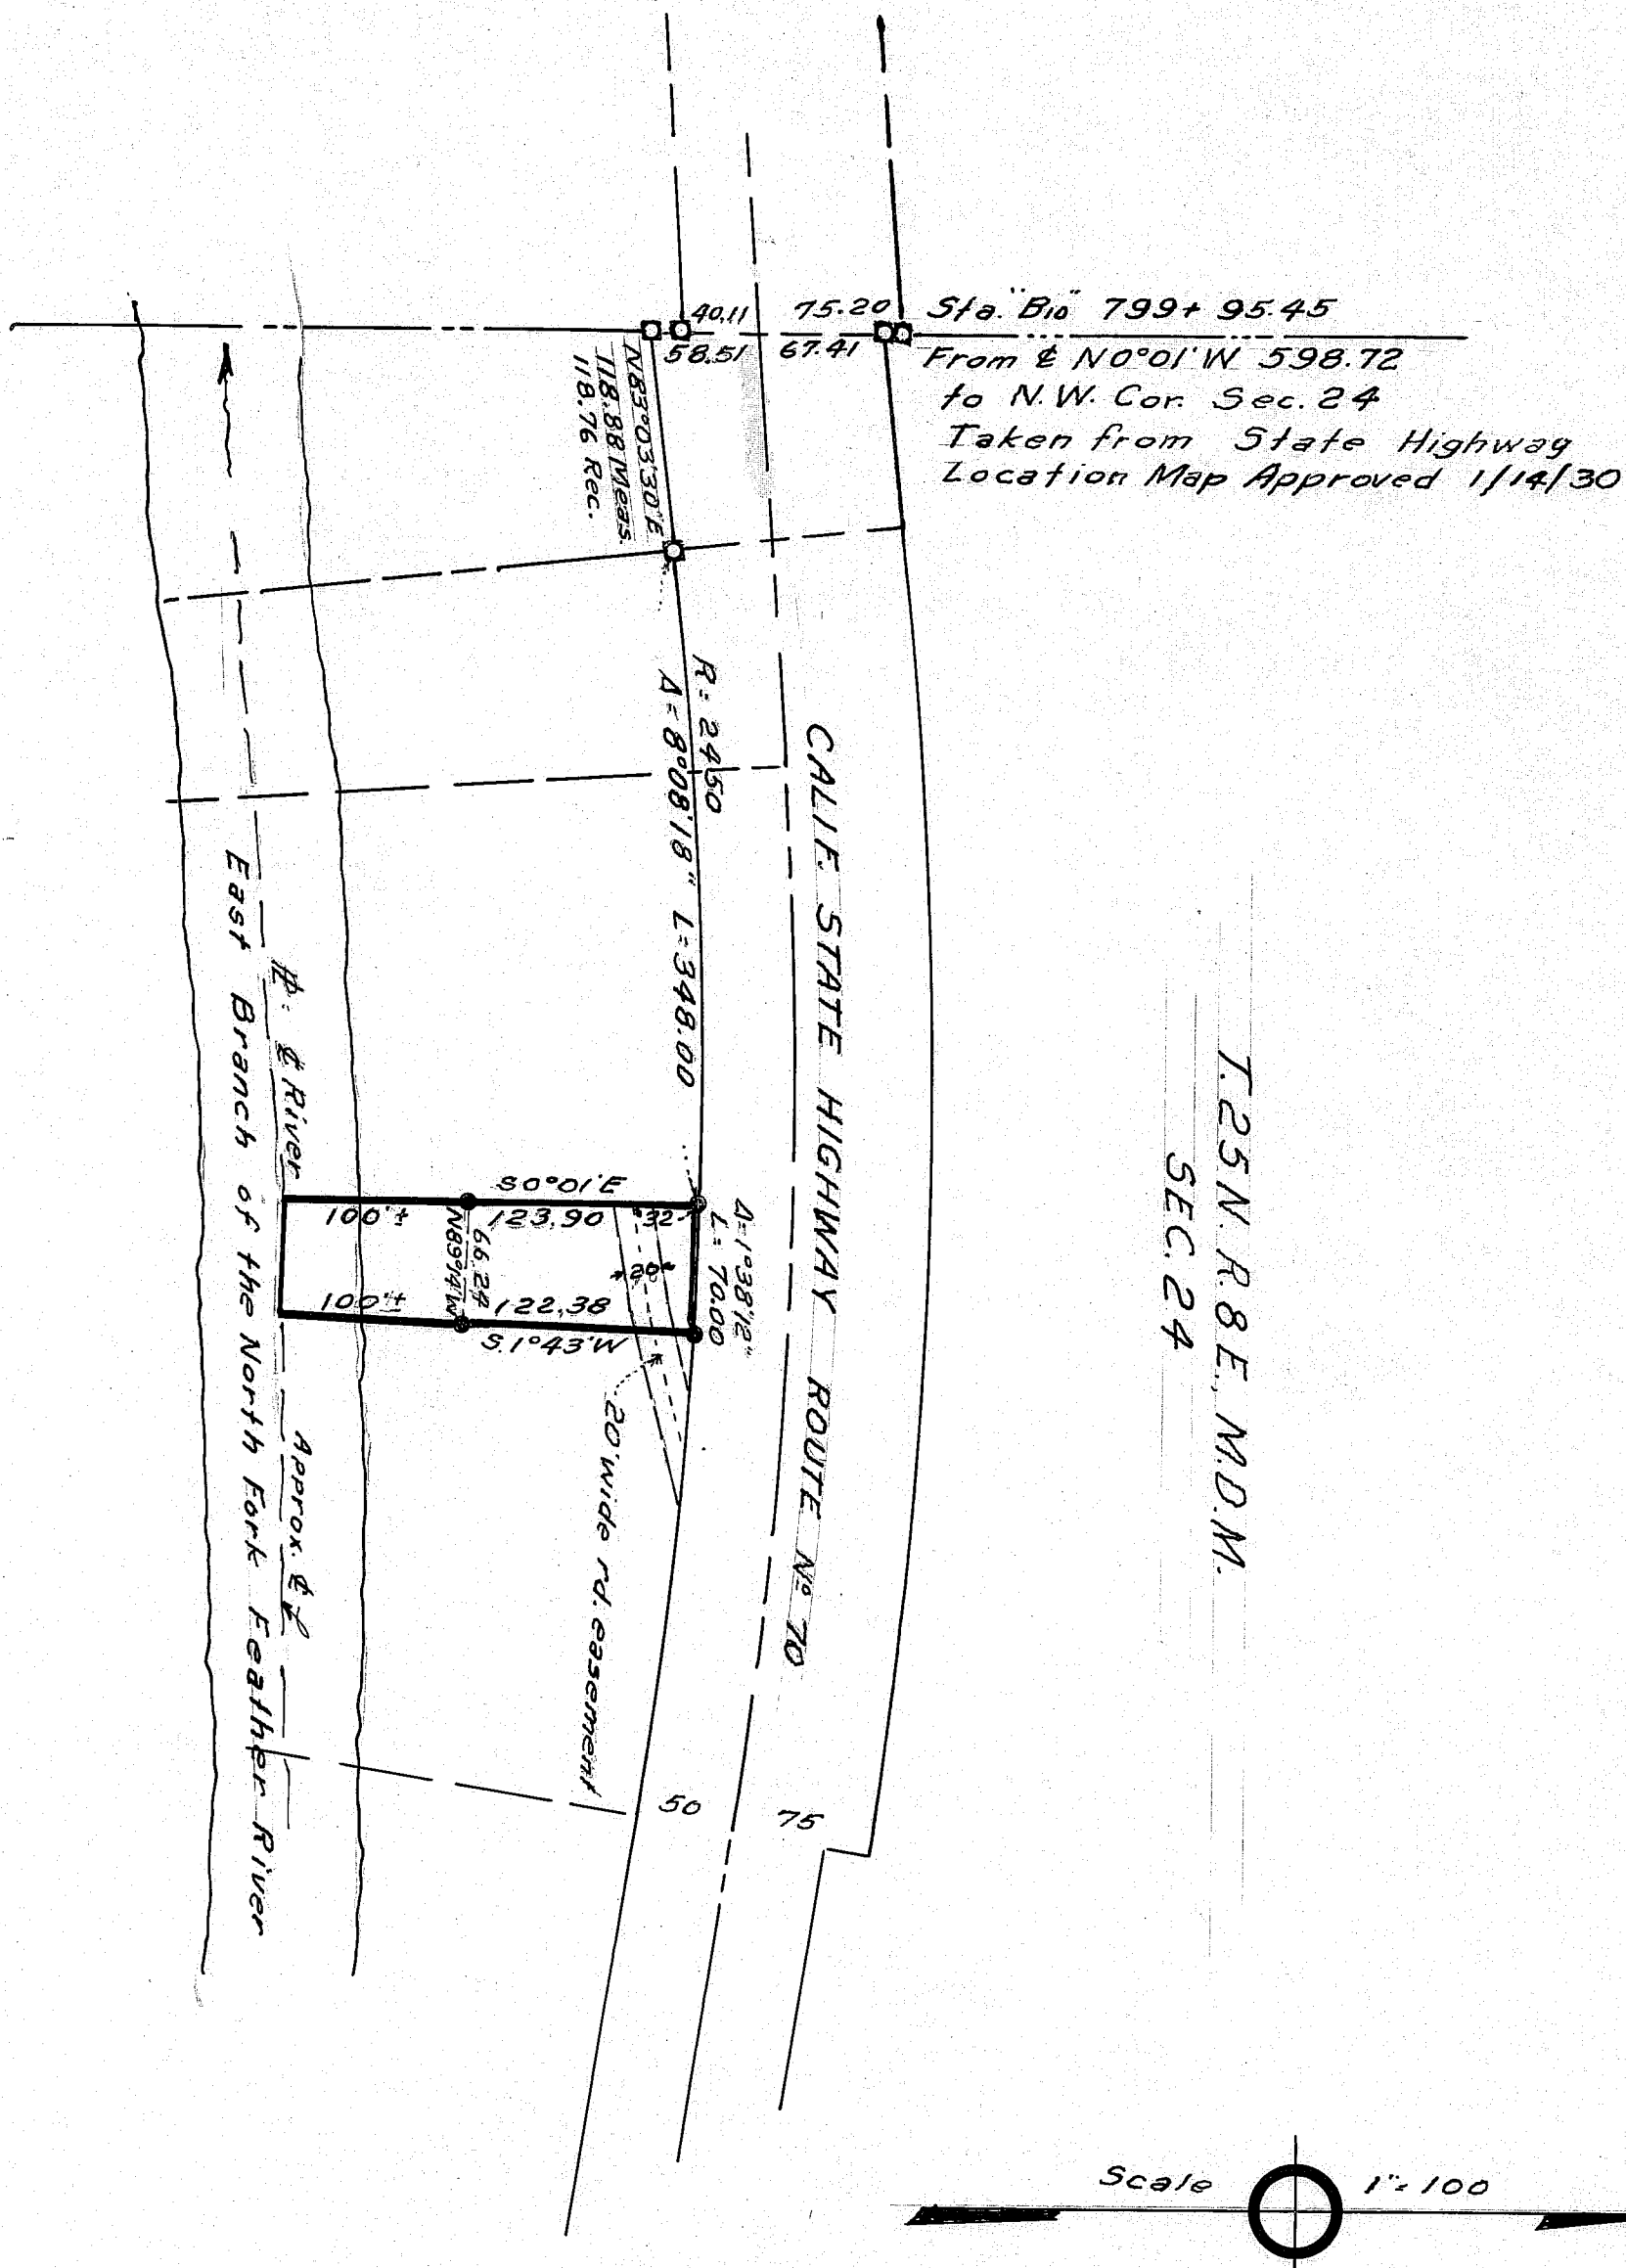 40.11 75.20 Sta. "B10" 799+ 95.45
58.51 67.41 From ℄ N0°01'W 598.72
to N.W. Cor. Sec. 24
Taken from State Highway
Location Map Approved 1/14/30
N83°03'30"E
118.88 Meas.
118.76 Rec.
R= 2450
Δ= 8°08'18" L=348.00
CALIF. STATE HIGHWAY ROUTE Nº 70
T.25N. R.8E., M.D.M.
SEC. 24
East Branch of the North Fork Feather River
℄ River
S0°01'E
100'± 123.90 32
Δ=1°38'12"
L= 70.00
66.24
N89°14'W
20
100'± 122.38
S.1°43'W
20' wide rd. easement
Approx. ℄
50 75
Scale 1"=100